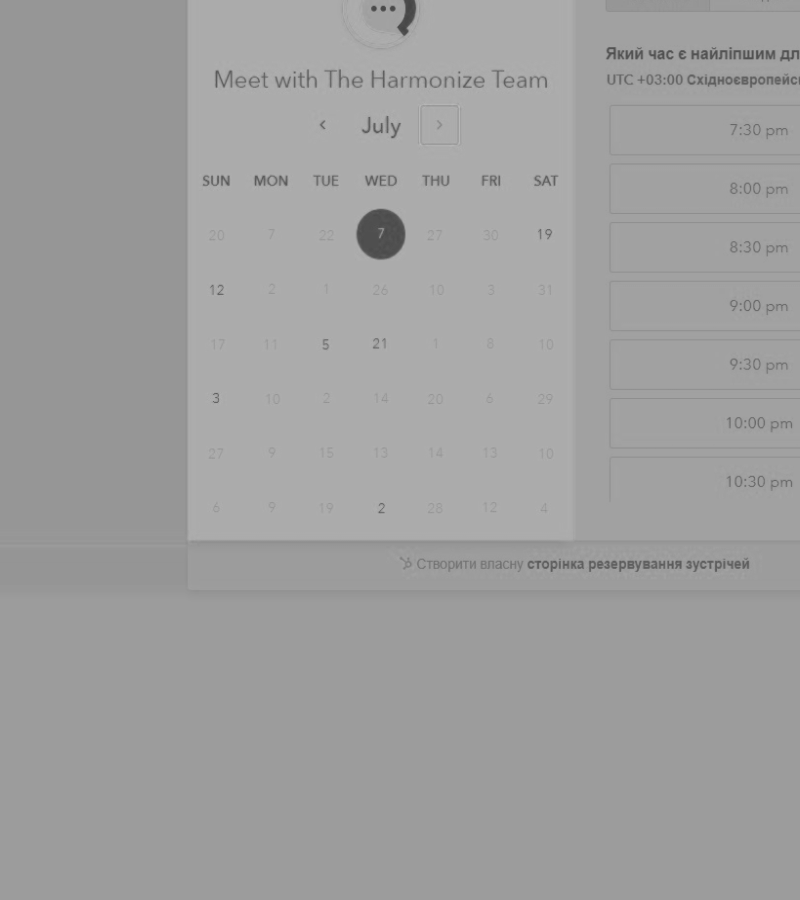 Meet with The Harmonize Team
July
SUN MON TUE WED THU FRI SAT
20 7 22 7 27 30 19
12 2 1 26 10 3 31
17 11 5 21 1 8 10
3 10 2 14 20 6 29
27 9 15 13 14 13 10
6 9 19 2 28 12 4
Створити власну сторінка резервування зустрічей
Який час є найліпшим
UTC +03:00
7:30 pm
8:00 pm
8:30 pm
9:00 pm
9:30 pm
10:00 pm
10:30 pm